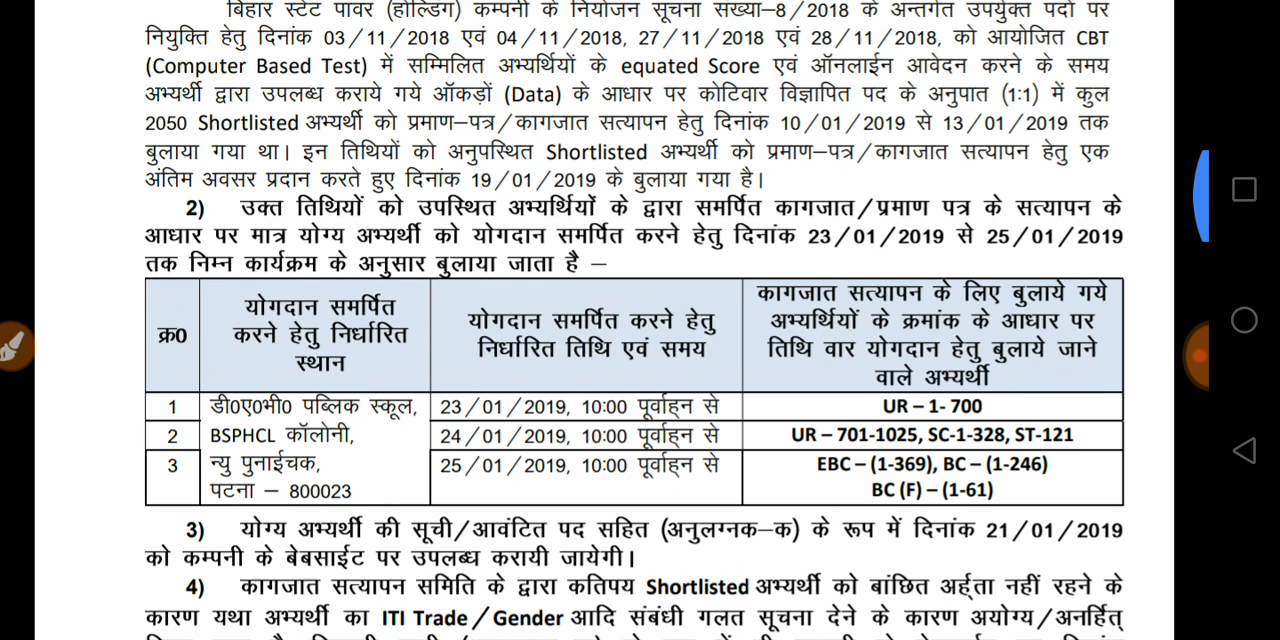 बिहार स्टेट पावर (होल्डिंग) कम्पनी के नियोजन सूचना संख्या–8/2018 के अन्तर्गत उपर्युक्त पदों पर
नियुक्ति हेतु दिनांक 03/11/2018 एवं 04/11/2018, 27/11/2018 एवं 28/11/2018, को आयोजित CBT
(Computer Based Test) में सम्मिलित अभ्यर्थियों के equated Score एवं ऑनलाईन आवेदन करने के समय
अभ्यर्थी द्वारा उपलब्ध कराये गये ऑकड़ों (Data) के आधार पर कोटिवार विज्ञापित पद के अनुपात (1:1) में कुल
2050 Shortlisted अभ्यर्थी को प्रमाण–पत्र/कागजात सत्यापन हेतु दिनांक 10/01/2019 से 13/01/2019 तक
बुलाया गया था। इन तिथियों को अनुपस्थित Shortlisted अभ्यर्थी को प्रमाण–पत्र/कागजात सत्यापन हेतु एक
अंतिम अवसर प्रदान करते हुए दिनांक 19/01/2019 के बुलाया गया है।
2) उक्त तिथियों को उपस्थित अभ्यर्थियों के द्वारा समर्पित कागजात/प्रमाण पत्र के सत्यापन के
आधार पर मात्र योग्य अभ्यर्थी को योगदान समर्पित करने हेतु दिनांक 23/01/2019 से 25/01/2019
तक निम्न कार्यक्रम के अनुसार बुलाया जाता है –
क्र0 योगदान समर्पित करने हेतु निर्धारित स्थान योगदान समर्पित करने हेतु निर्धारित तिथि एवं समय कागजात सत्यापन के लिए बुलाये गये अभ्यर्थियों के क्रमांक के आधार पर तिथि वार योगदान हेतु बुलाये जाने वाले अभ्यर्थी
1 डी0ए0भी0 पब्लिक स्कूल, 23/01/2019, 10:00 पूर्वाह्न से UR – 1- 700
2 BSPHCL कॉलोनी, 24/01/2019, 10:00 पूर्वाह्न से UR – 701-1025, SC-1-328, ST-121
3 न्यु पुनाईचक, 25/01/2019, 10:00 पूर्वाह्न से EBC – (1-369), BC – (1-246)
पटना – 800023 BC (F) – (1-61)
3) योग्य अभ्यर्थी की सूची/आवंटित पद सहित (अनुलग्नक–क) के रूप में दिनांक 21/01/2019
को कम्पनी के बेबसाईट पर उपलब्ध करायी जायेगी।
4) कागजात सत्यापन समिति के द्वारा कतिपय Shortlisted अभ्यर्थी को बांछित अर्हता नहीं रहने के
कारण यथा अभ्यर्थी का ITI Trade/Gender आदि संबंधी गलत सूचना देने के कारण अयोग्य/अनर्हित